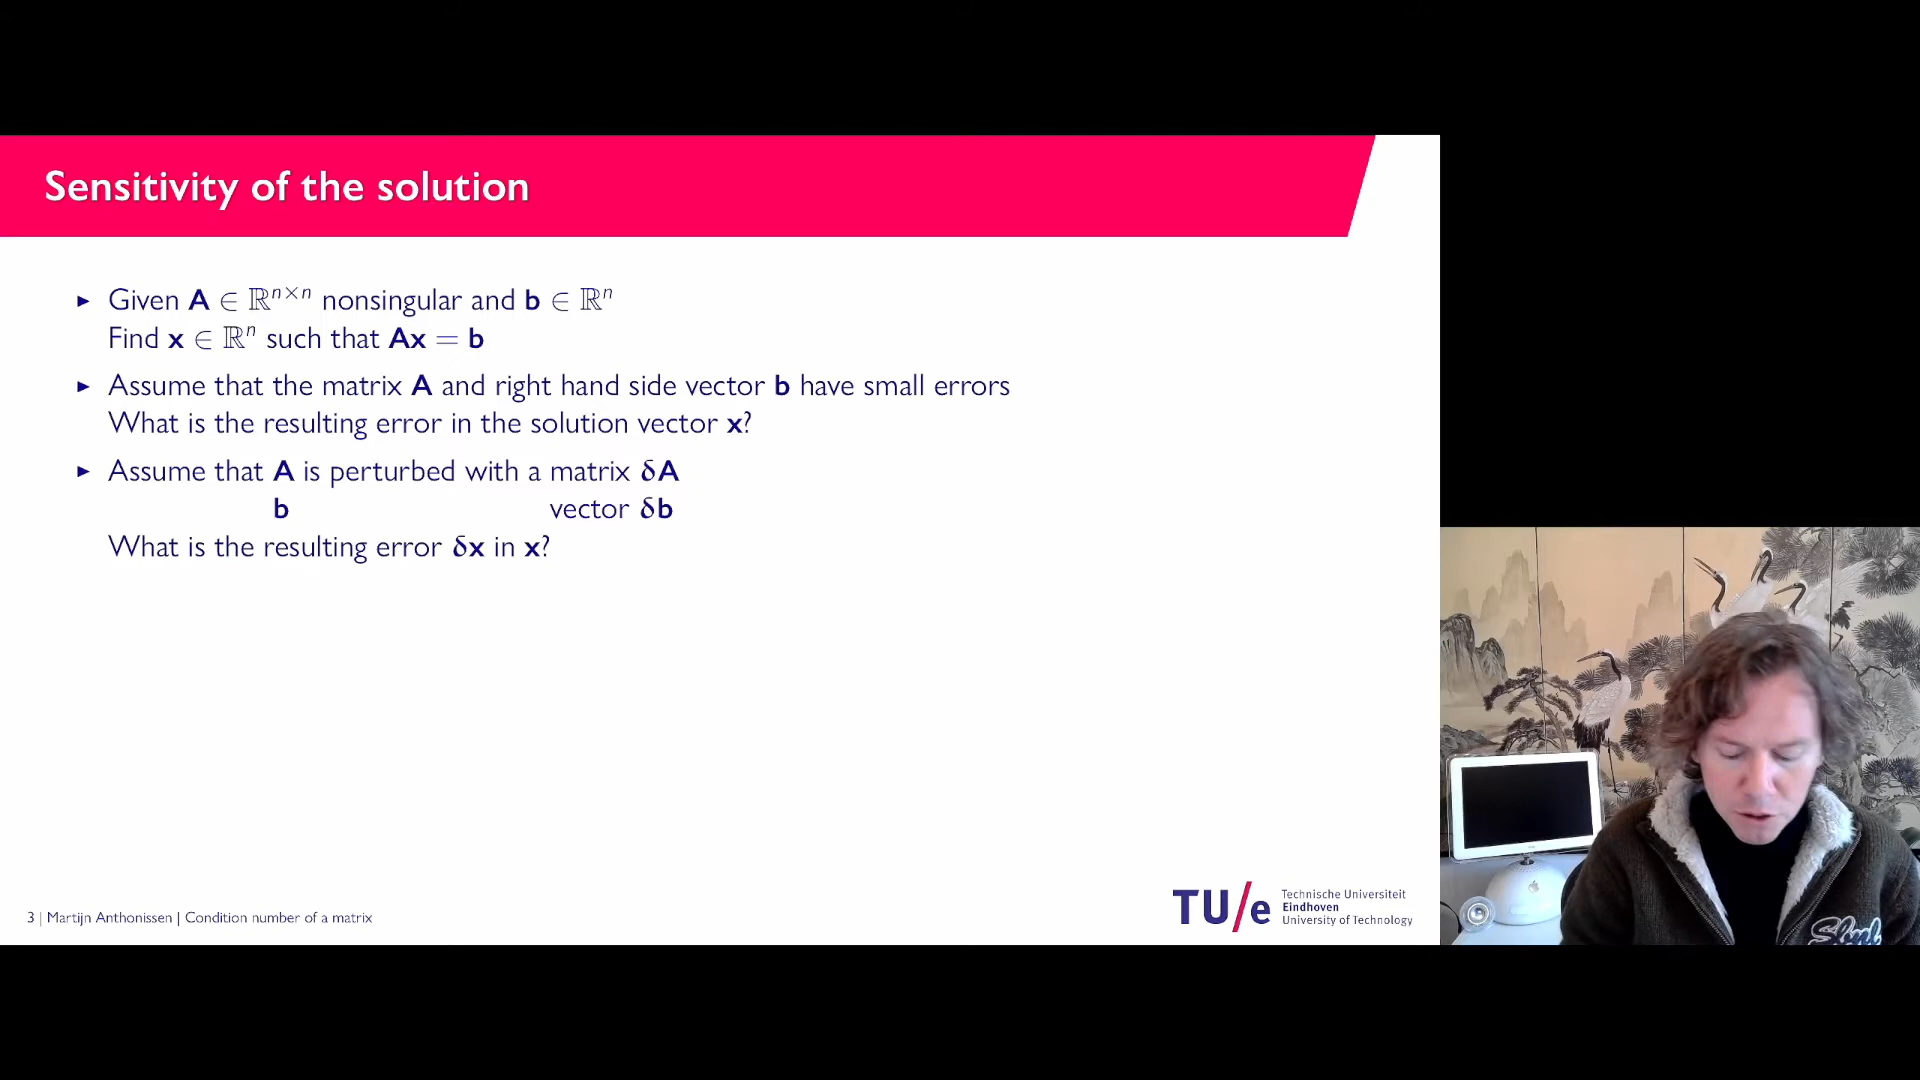 Sensitivity of the solution
▸ Given A ∈ ℝⁿˣⁿ nonsingular and b ∈ ℝⁿ
Find x ∈ ℝⁿ such that Ax = b
▸ Assume that the matrix A and right hand side vector b have small errors
What is the resulting error in the solution vector x?
▸ Assume that A is perturbed with a matrix δA
b vector δb
What is the resulting error δx in x?
3 | Martijn Anthonissen | Condition number of a matrix
TU/e
Technische Universiteit
Eindhoven
University of Technology